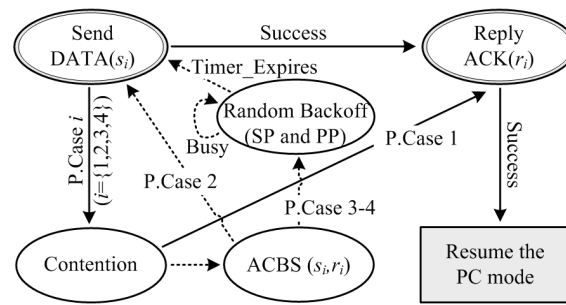 Send
DATA(sᵢ)
Success
Reply
ACK(rᵢ)
Timer_Expires
Random Backoff
(SP and PP)
Busy
P.Case i
(i={1,2,3,4})
P.Case 2
P.Case 1
Success
P.Case 3-4
Contention
ACBS (sᵢ,rᵢ)
Resume the
PC mode